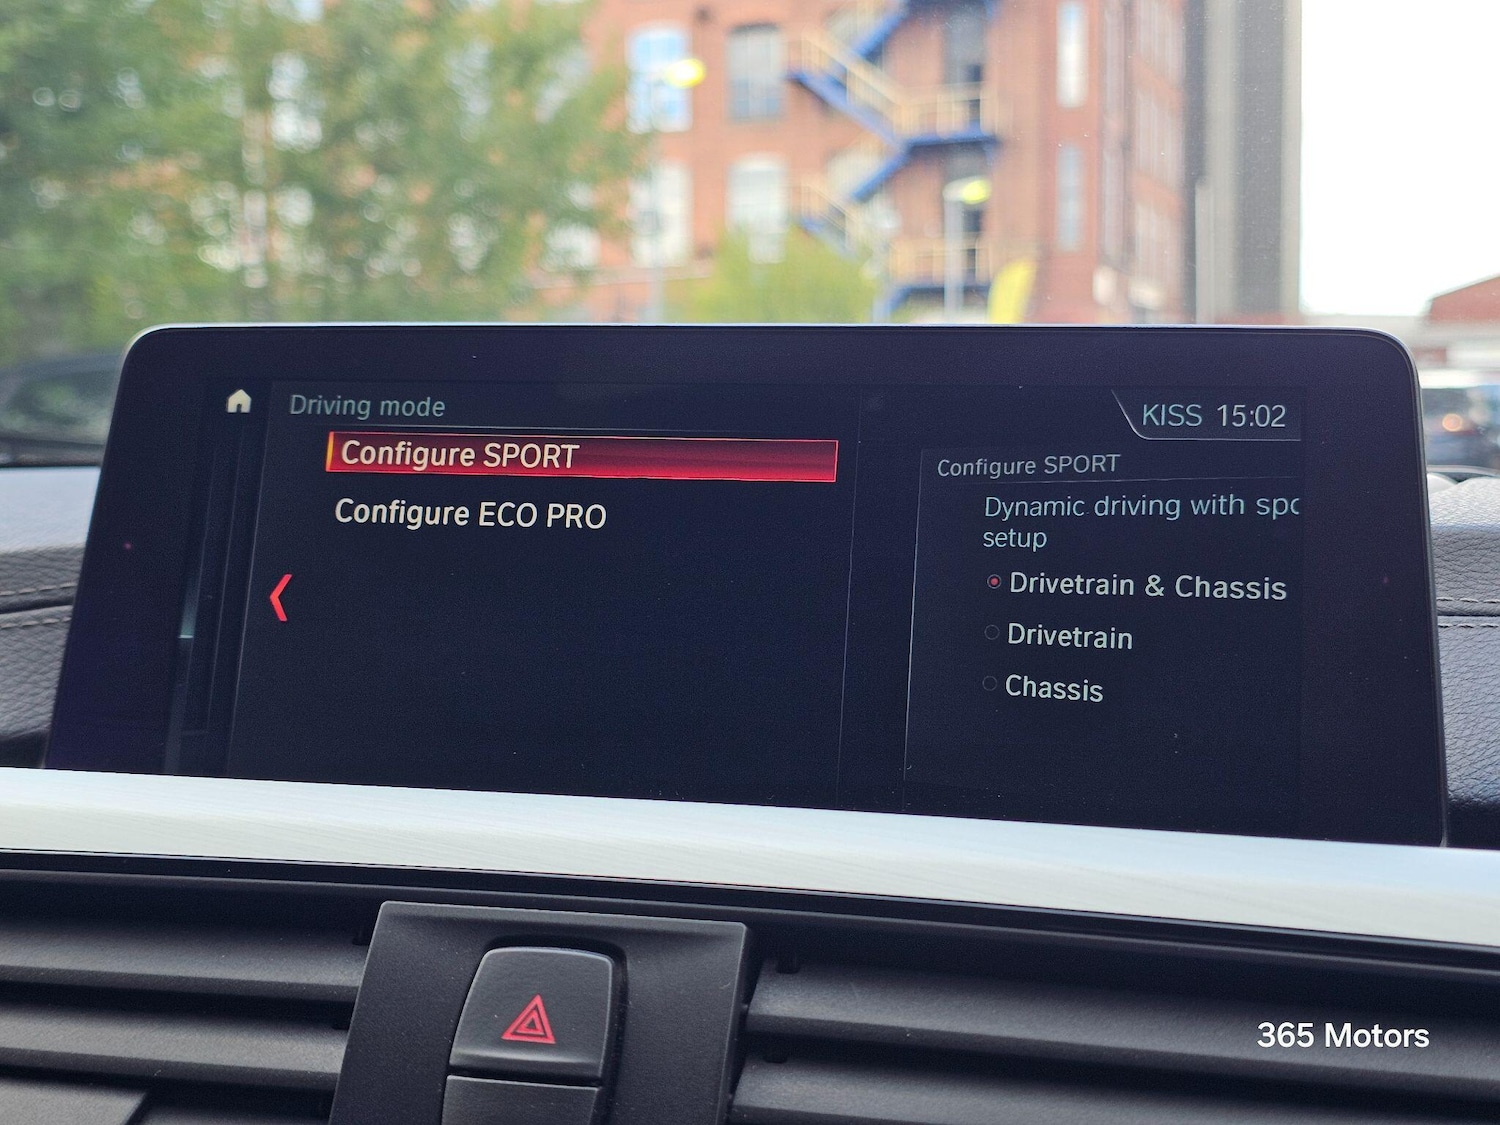 Driving mode
KISS 15:02
Configure SPORT
Configure ECO PRO
Configure SPORT
Dynamic driving with spo
setup
Drivetrain & Chassis
Drivetrain
Chassis
365 Motors